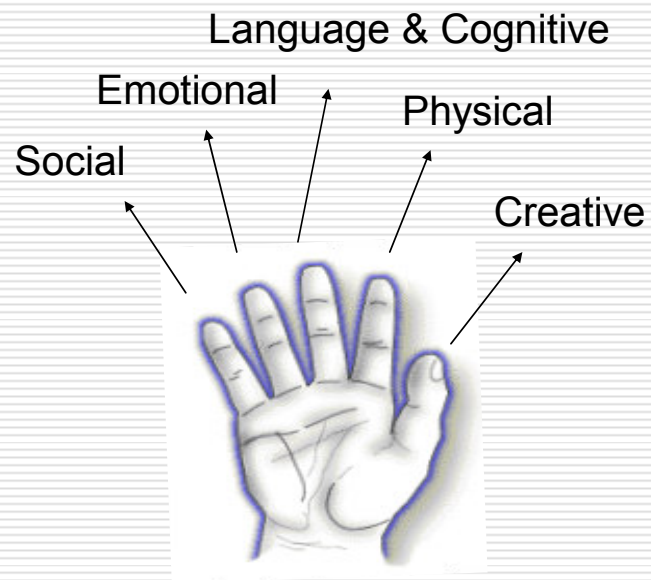 Language & Cognitive
Emotional
Physical
Social
Creative